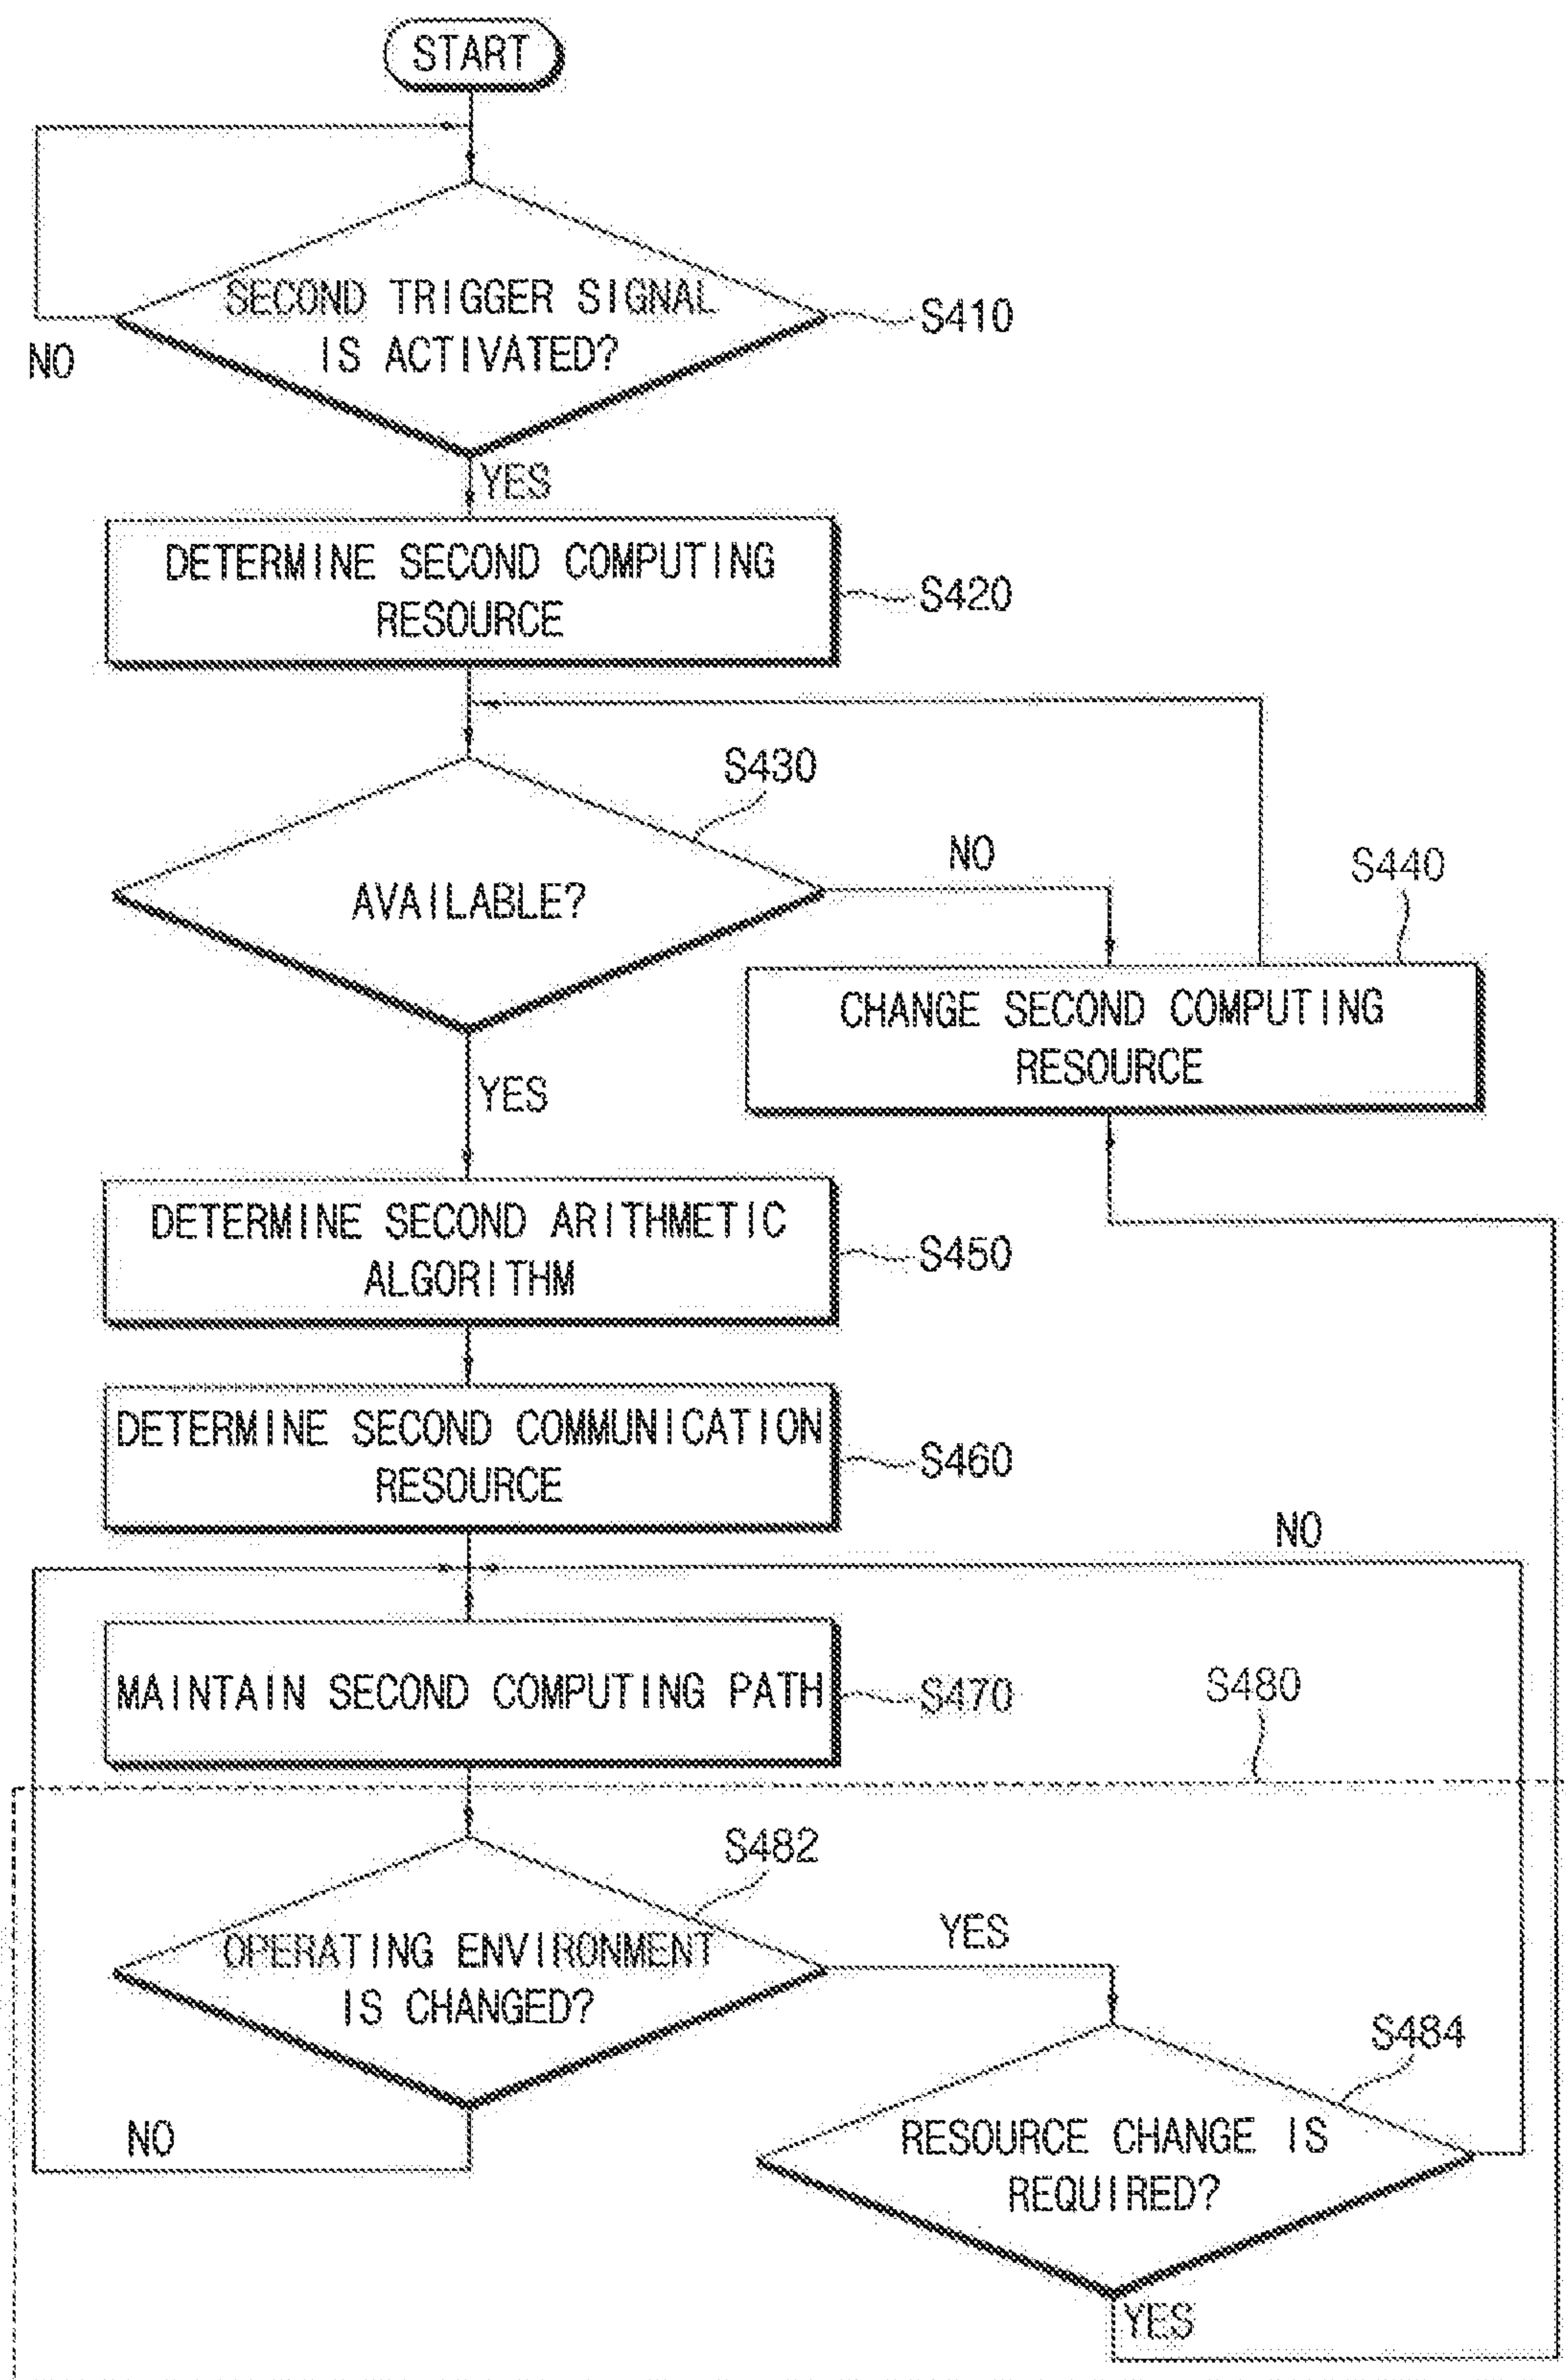 START
SECOND TRIGGER SIGNAL
IS ACTIVATED?
S410
NO
YES
DETERMINE SECOND COMPUTING
RESOURCE
S420
S430
AVAILABLE?
NO
S440
CHANGE SECOND COMPUTING
RESOURCE
YES
DETERMINE SECOND ARITHMETIC
ALGORITHM
S450
DETERMINE SECOND COMMUNICATION
RESOURCE
S460
NO
MAINTAIN SECOND COMPUTING PATH
S470
S480
S482
OPERATING ENVIRONMENT
IS CHANGED?
YES
S484
NO
RESOURCE CHANGE IS
REQUIRED?
YES